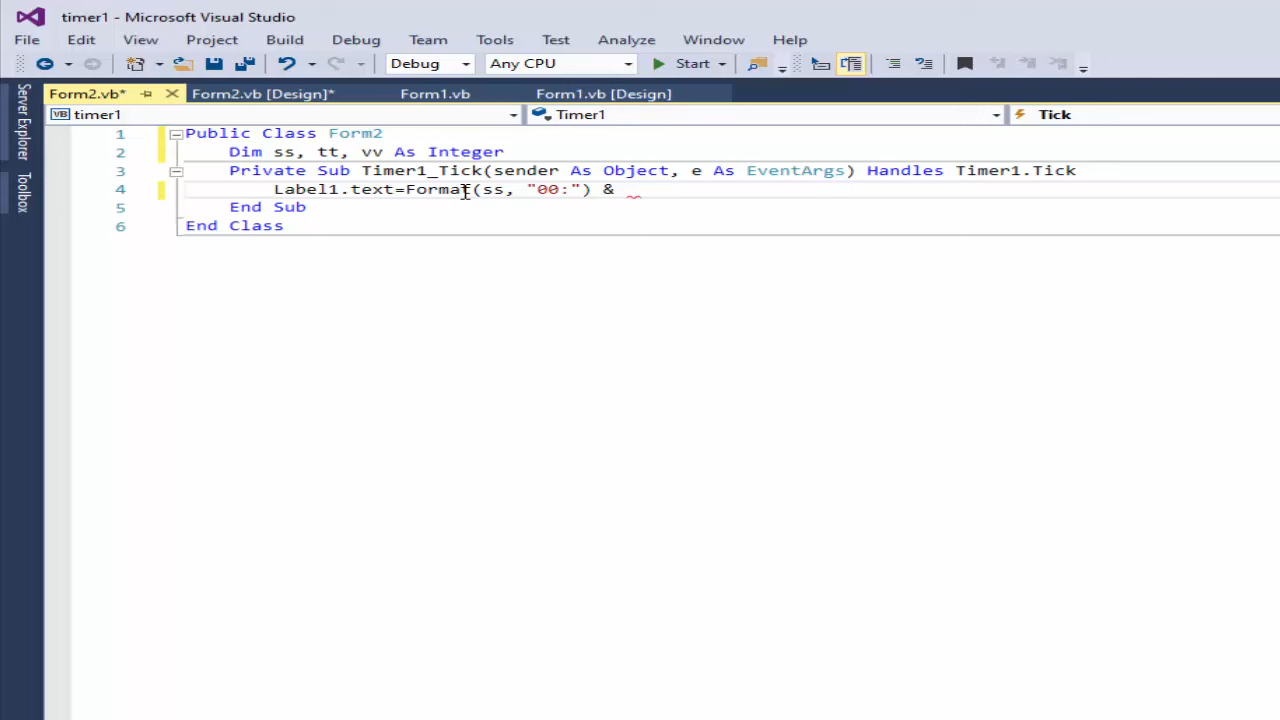 timer1 - Microsoft Visual Studio
File Edit View Project Build Debug Team Tools Test Analyze Window Help
Debug Any CPU Start
Server Explorer
Toolbox
Form2.vb* Form2.vb [Design]* Form1.vb Form1.vb [Design]
VB timer1 Timer1 Tick
1 Public Class Form2
2 Dim ss, tt, vv As Integer
3 Private Sub Timer1_Tick(sender As Object, e As EventArgs) Handles Timer1.Tick
4 Label1.text=Format(ss, "00:") &
5 End Sub
6 End Class